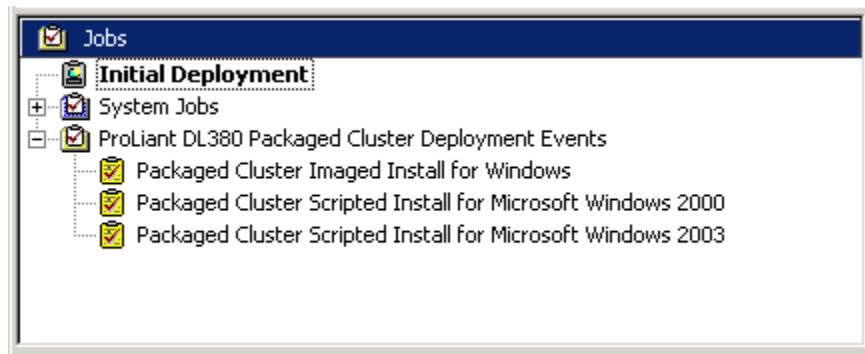 Jobs
Initial Deployment
System Jobs
ProLiant DL380 Packaged Cluster Deployment Events
Packaged Cluster Imaged Install for Windows
Packaged Cluster Scripted Install for Microsoft Windows 2000
Packaged Cluster Scripted Install for Microsoft Windows 2003